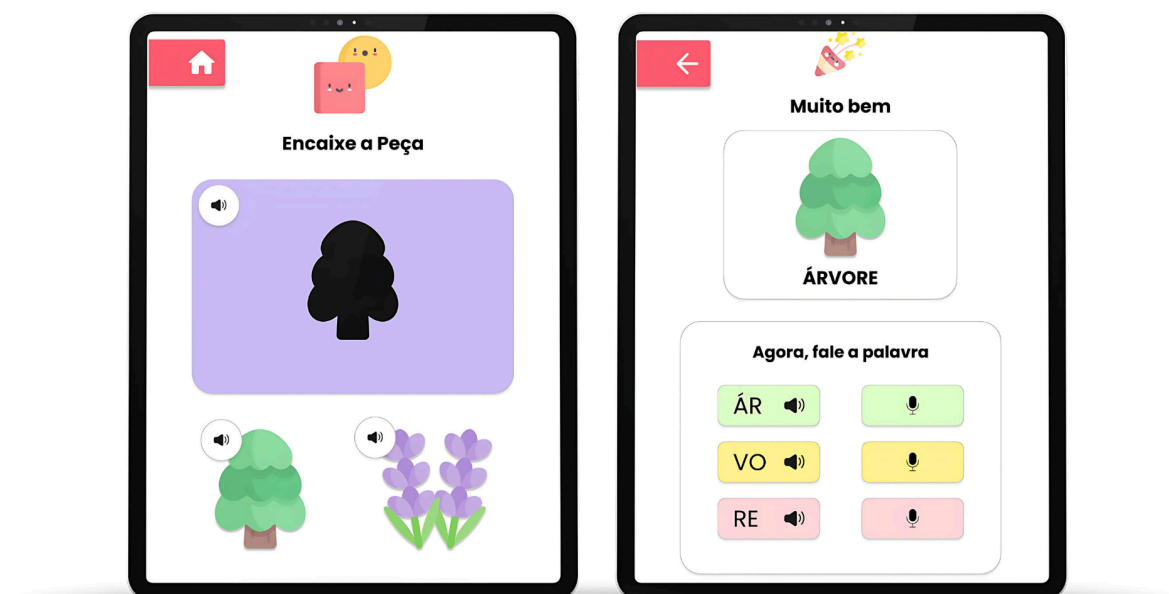 Encaixe a Peça
Muito bem
ÁRVORE
Agora, fale a palavra
ÁR
VO
RE